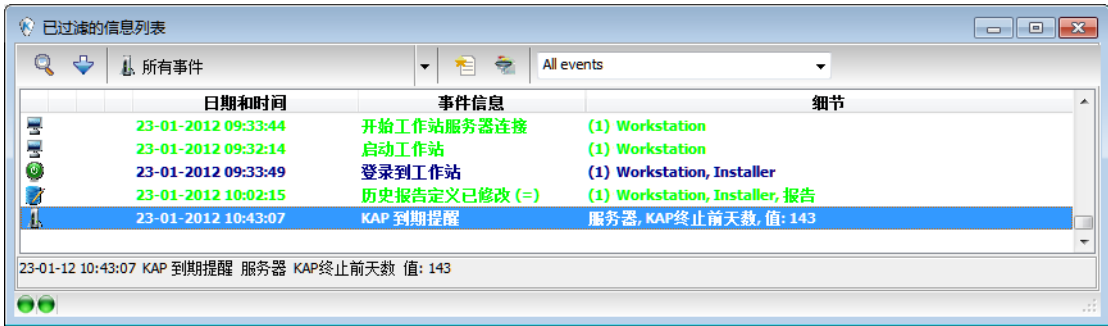 已过滤的信息列表
所有事件 All events
日期和时间 事件信息 细节
23-01-2012 09:33:44 开始工作站服务器连接 (1) Workstation
23-01-2012 09:32:14 启动工作站 (1) Workstation
23-01-2012 09:33:49 登录到工作站 (1) Workstation, Installer
23-01-2012 10:02:15 历史报告定义已修改 (=) (1) Workstation, Installer, 报告
23-01-2012 10:43:07 KAP 到期提醒 服务器, KAP终止前天数, 值: 143
23-01-12 10:43:07 KAP 到期提醒 服务器 KAP终止前天数 值: 143